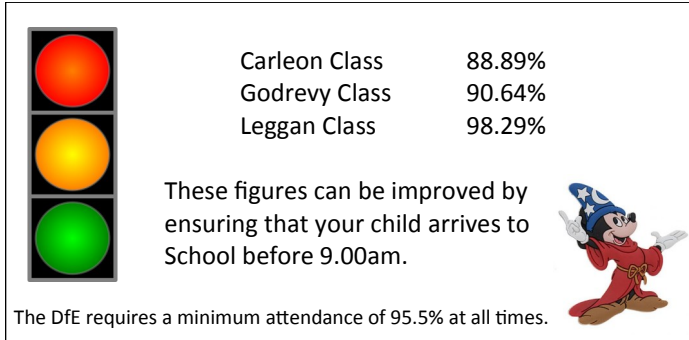 Carleon Class 88.89%
Godrevy Class 90.64%
Leggan Class 98.29%
These figures can be improved by
ensuring that your child arrives to
School before 9.00am.
The DfE requires a minimum attendance of 95.5% at all times.